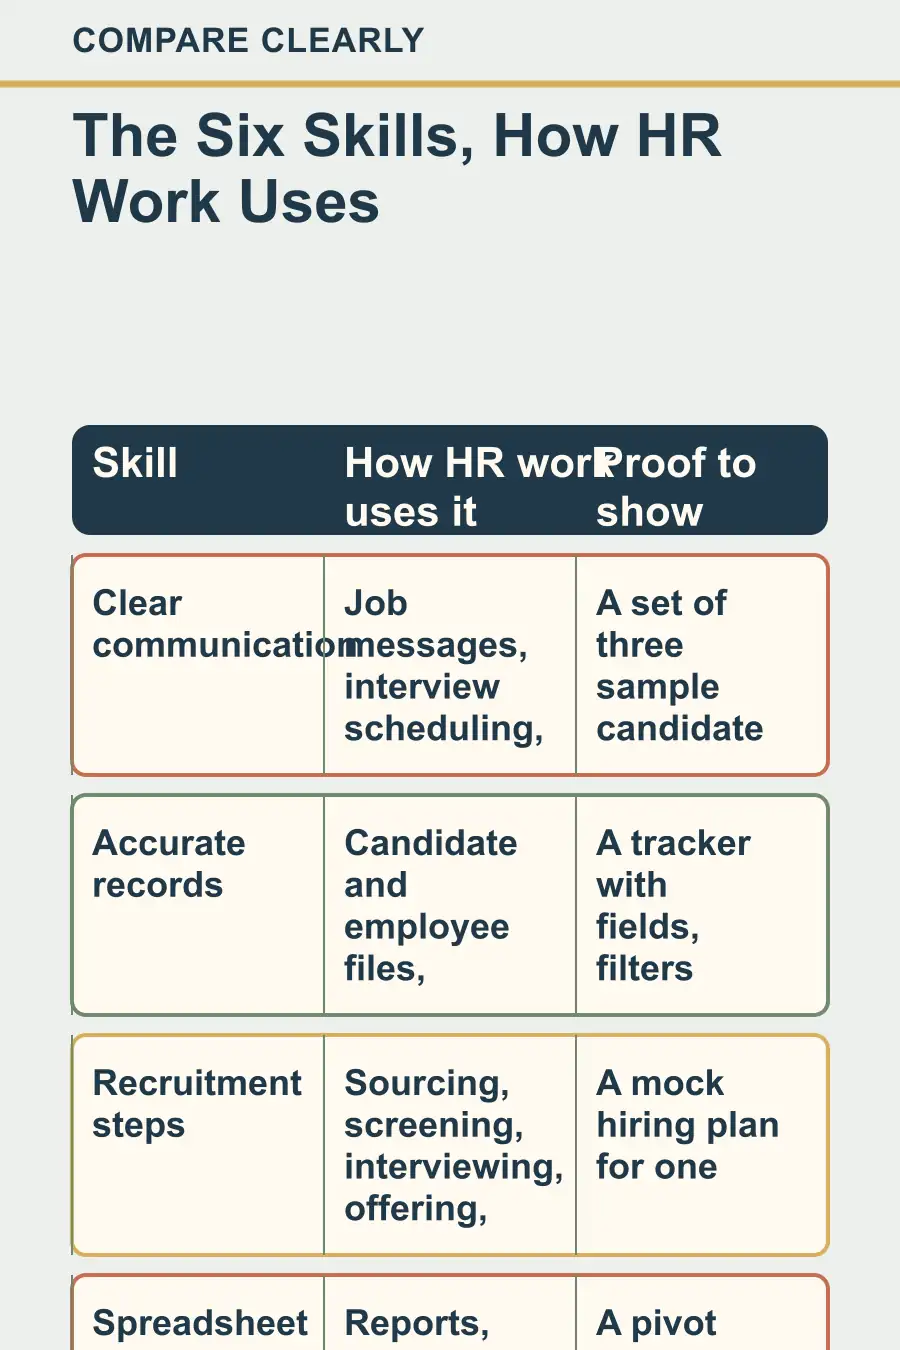 COMPARE CLEARLY
The Six Skills, How HR
Work Uses
Skill
How HR work
uses it
Proof to
show
Clear
communication
Job
messages,
interview
scheduling,
A set of
three
sample
candidate
Accurate
records
Candidate
and
employee
files,
A tracker
with
fields,
filters
Recruitment
steps
Sourcing,
screening,
interviewing,
offering,
A mock
hiring plan
for one
Spreadsheet
Reports,
A pivot